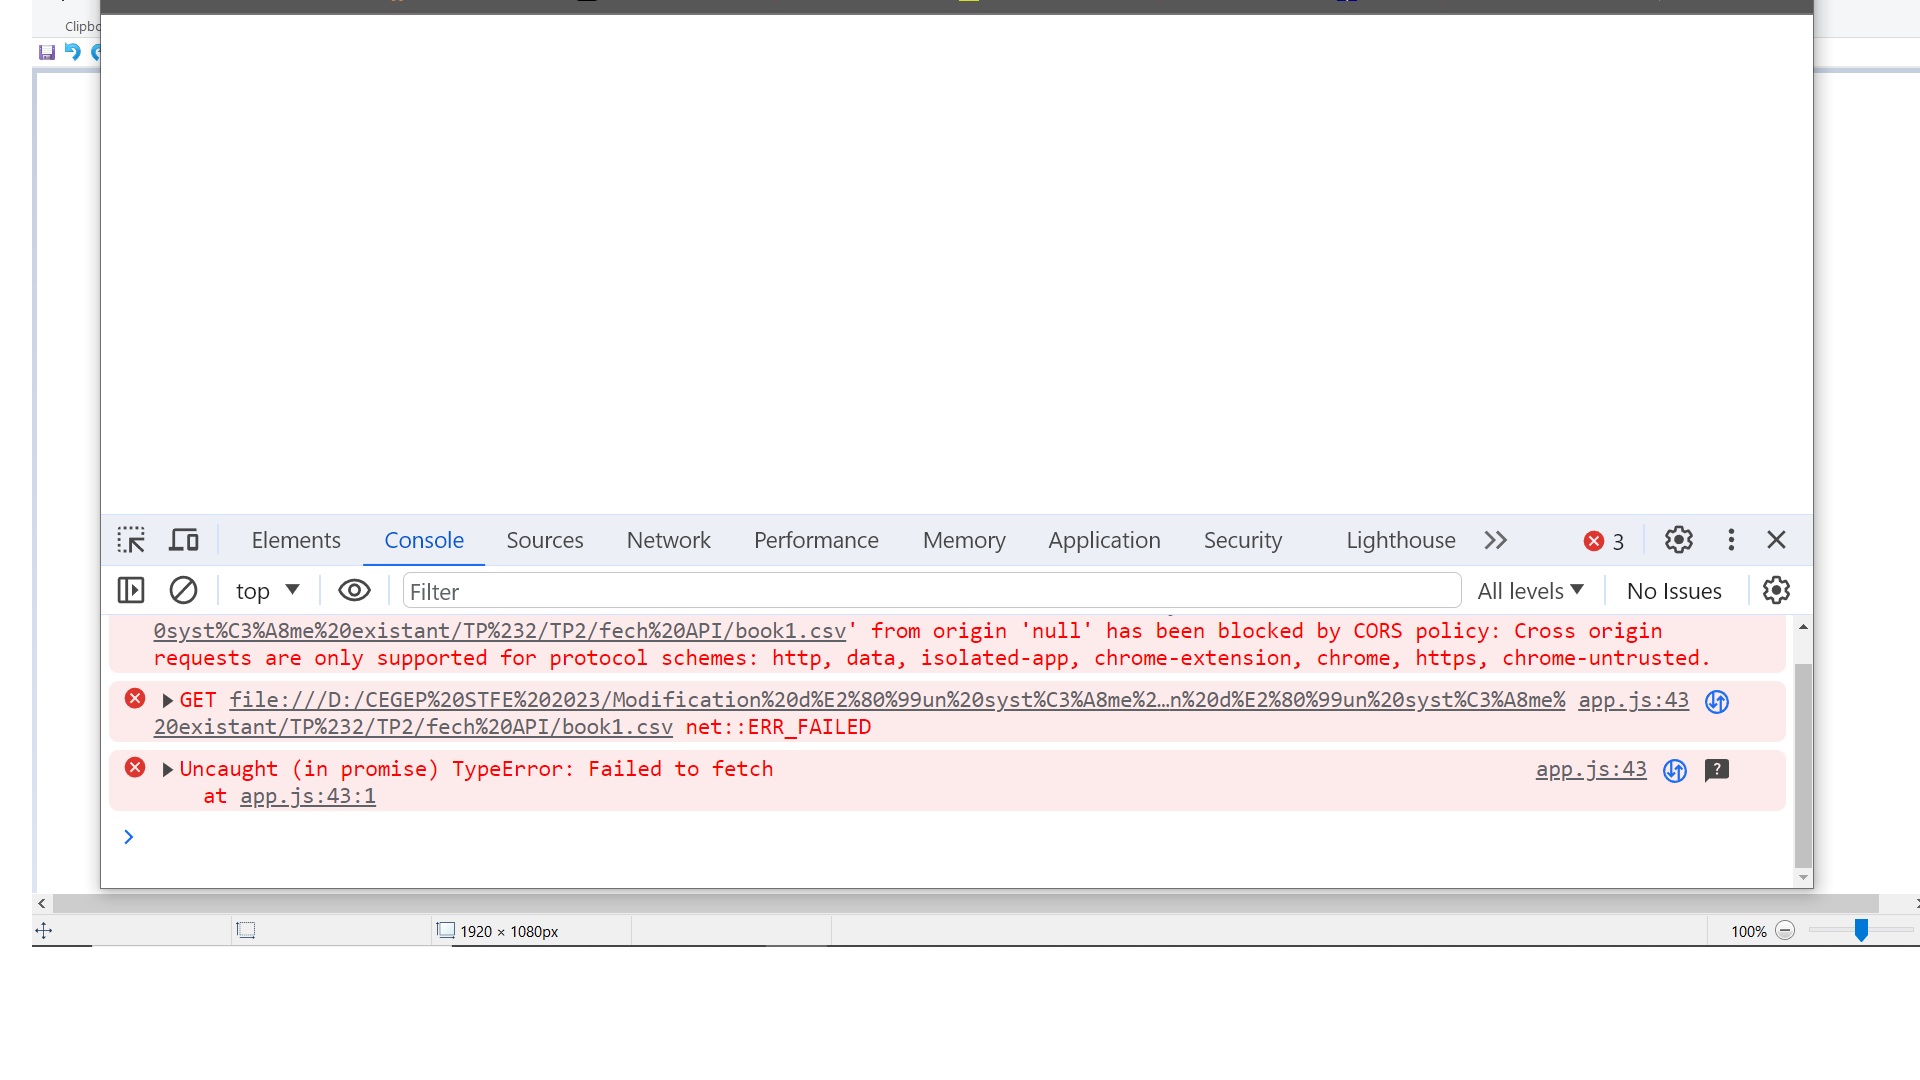 Clipbo
Elements Console Sources Network Performance Memory Application Security Lighthouse 3
top Filter All levels No Issues
0syst%C3%A8me%20existant/TP%232/TP2/fech%20API/book1.csv' from origin 'null' has been blocked by CORS policy: Cross origin
requests are only supported for protocol schemes: http, data, isolated-app, chrome-extension, chrome, https, chrome-untrusted.
GET file:///D:/CEGEP%20STFE%202023/Modification%20d%E2%80%99un%20syst%C3%A8me%2…n%20d%E2%80%99un%20syst%C3%A8me% app.js:43
20existant/TP%232/TP2/fech%20API/book1.csv net::ERR_FAILED
Uncaught (in promise) TypeError: Failed to fetch app.js:43
at app.js:43:1
1920 × 1080px 100%